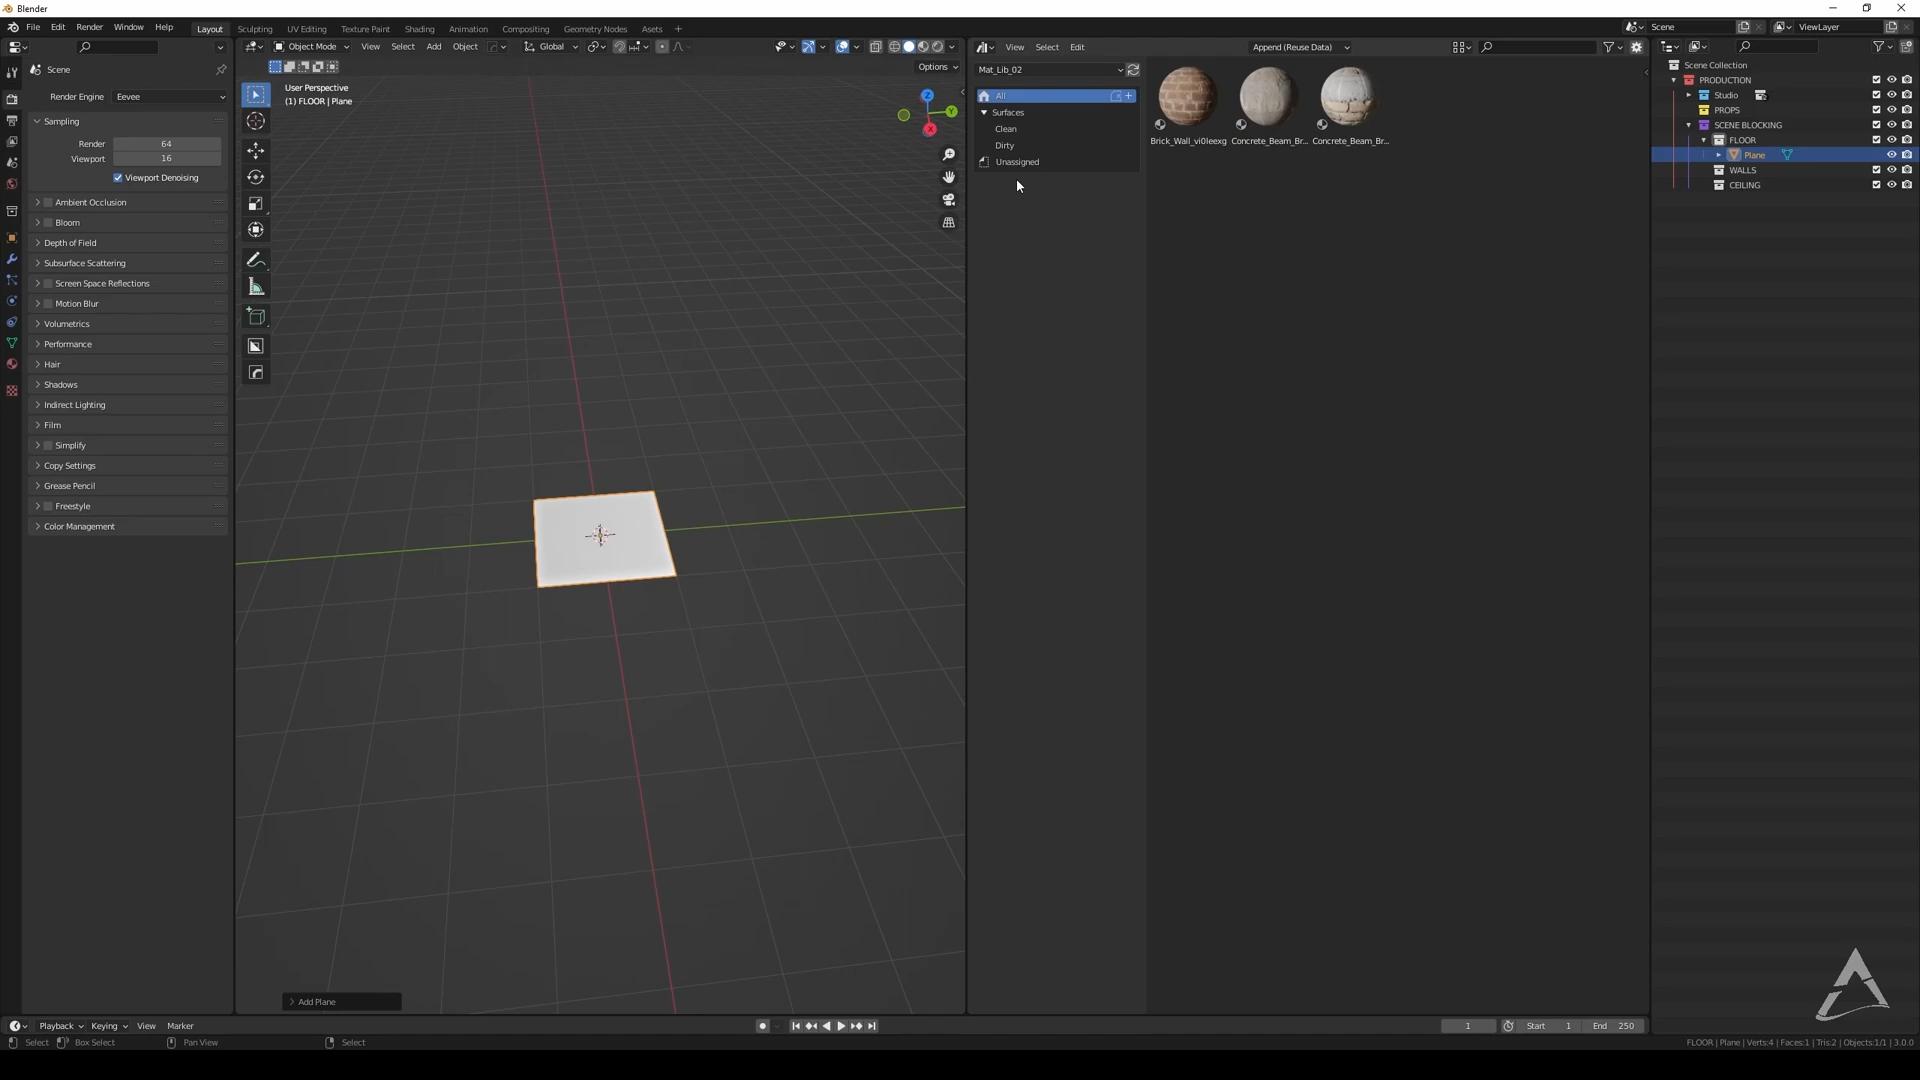 Blender
File Edit Render Window Help
Layout Sculpting UV Editing Texture Paint Shading Animation Compositing Geometry Nodes Assets +
Scene
ViewLayer
Object Mode View Select Add Object
Global
View Select Edit
Append (Reuse Data)
Options
Scene
Render Engine Eevee
Sampling
Render 64
Viewport 16
Viewport Denoising
Ambient Occlusion
Bloom
Depth of Field
Subsurface Scattering
Screen Space Reflections
Motion Blur
Volumetrics
Performance
Hair
Shadows
Indirect Lighting
Film
Simplify
Copy Settings
Grease Pencil
Freestyle
Color Management
User Perspective
(1) FLOOR | Plane
Z
Y
X
Add Plane
Mat_Lib_02
All
Surfaces
Clean
Dirty
Unassigned
Brick_Wall_vi0leexg Concrete_Beam_Br... Concrete_Beam_Br...
Scene Collection
PRODUCTION
Studio
PROPS
SCENE BLOCKING
FLOOR
Plane
WALLS
CEILING
Playback Keying View Marker
1 Start 1 End 250
Select Box Select Pan View Select
FLOOR | Plane | Verts:4 | Faces:1 | Tris:2 | Objects:1/1 | 3.0.0